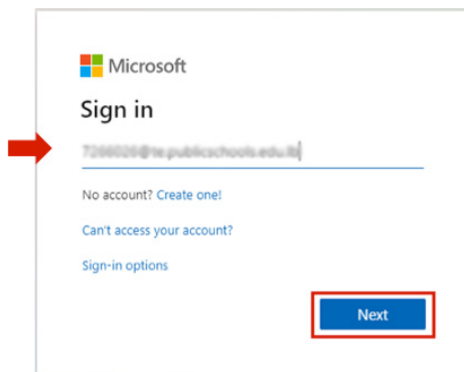 Microsoft
Sign in
No account? Create one!
Can't access your account?
Sign-in options
Next